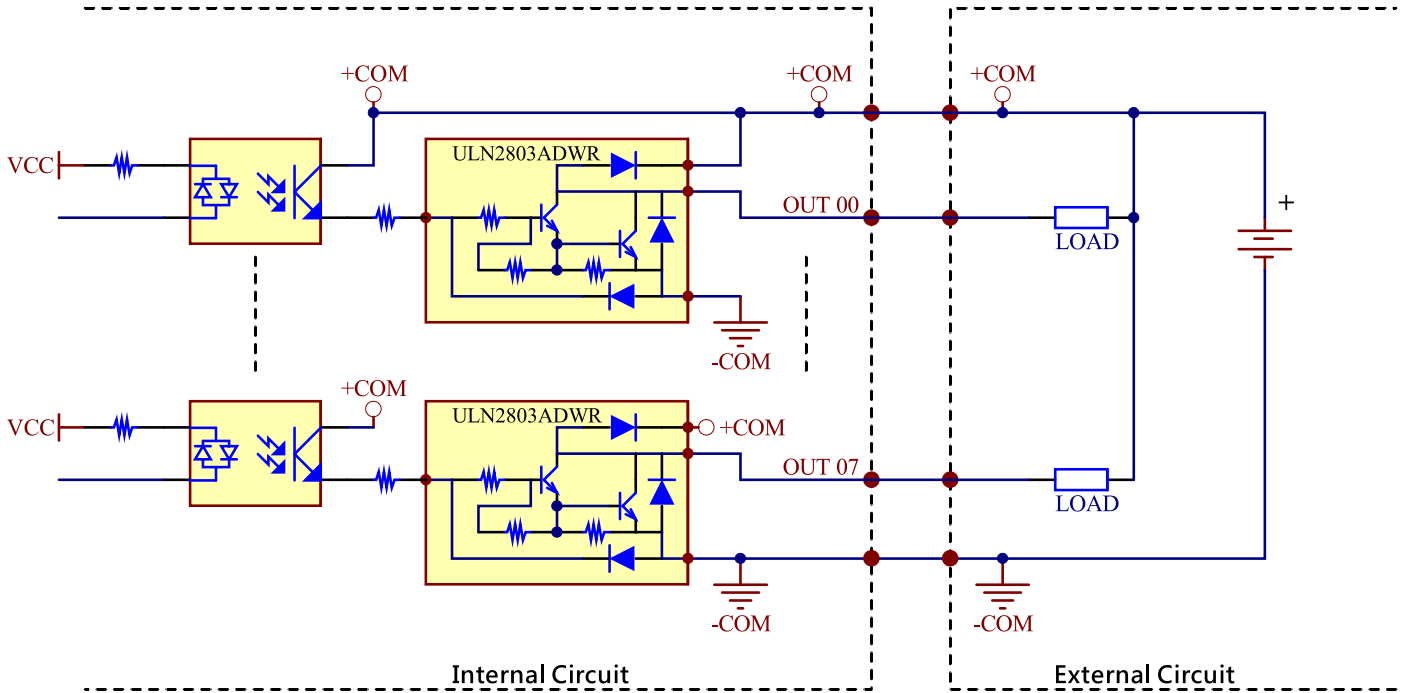 +COM
+COM
+COM
VCC
ULN2803ADWR
+
OUT 00
LOAD
-COM
+COM
VCC
ULN2803ADWR
+COM
OUT 07
LOAD
-COM
-COM
Internal Circuit
External Circuit